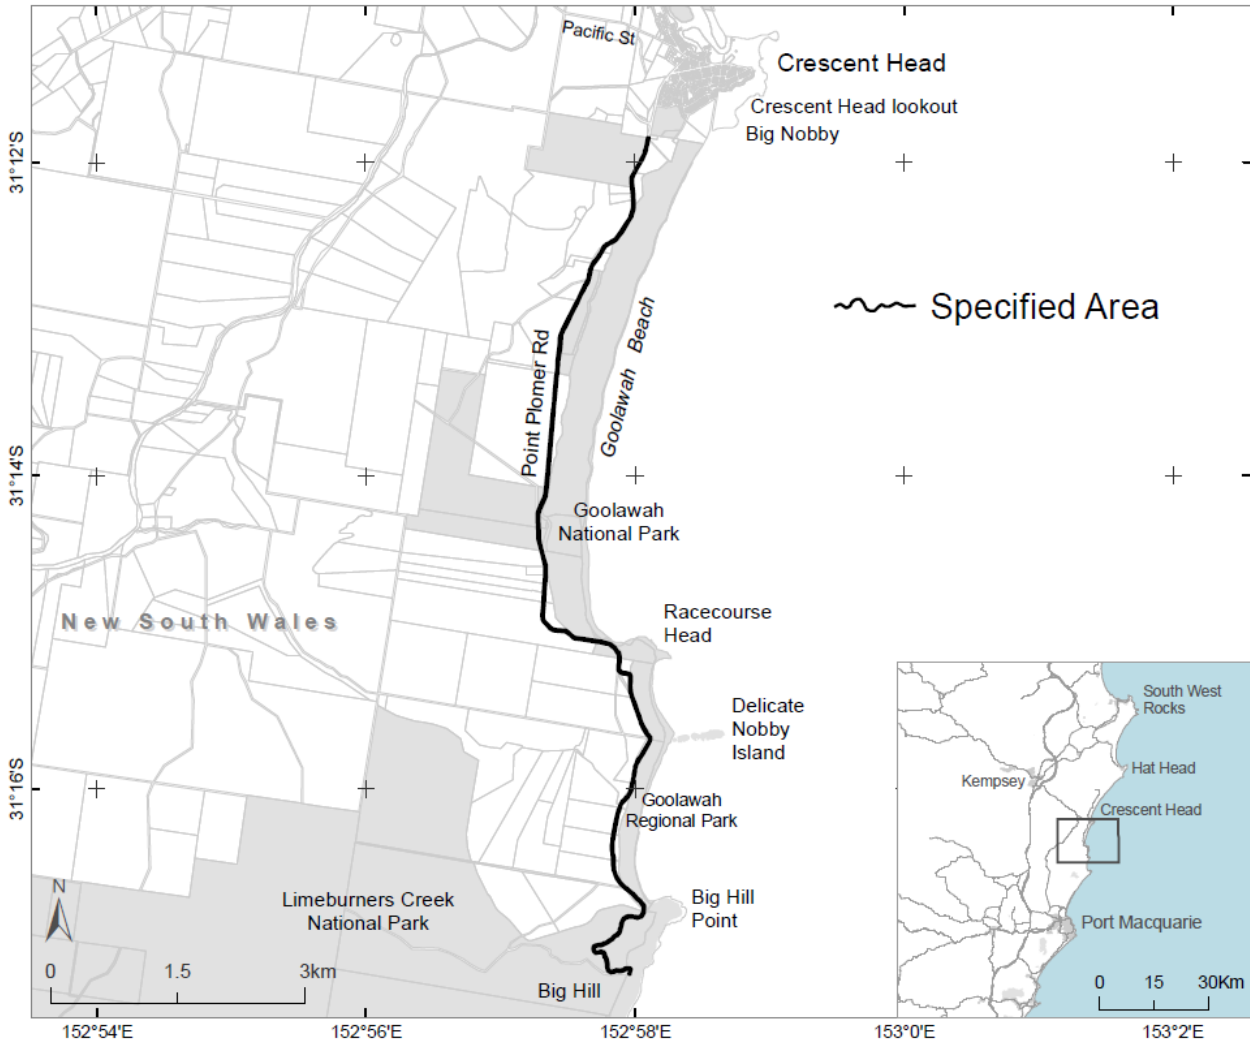 Pacific St
Crescent Head
Crescent Head lookout
Big Nobby
31°12'S
Specified Area
Point Plomer Rd
Goolawah Beach
31°14'S
Goolawah
National Park
New South Wales
Racecourse
Head
Delicate
Nobby
Island
31°16'S
Goolawah
Regional Park
Limeburners Creek
National Park
Big Hill
Point
Big Hill
N
0 1.5 3km
South West
Rocks
Hat Head
Kempsey
Crescent Head
Port Macquarie
0 15 30Km
152°54'E 152°56'E 152°58'E 153°0'E 153°2'E